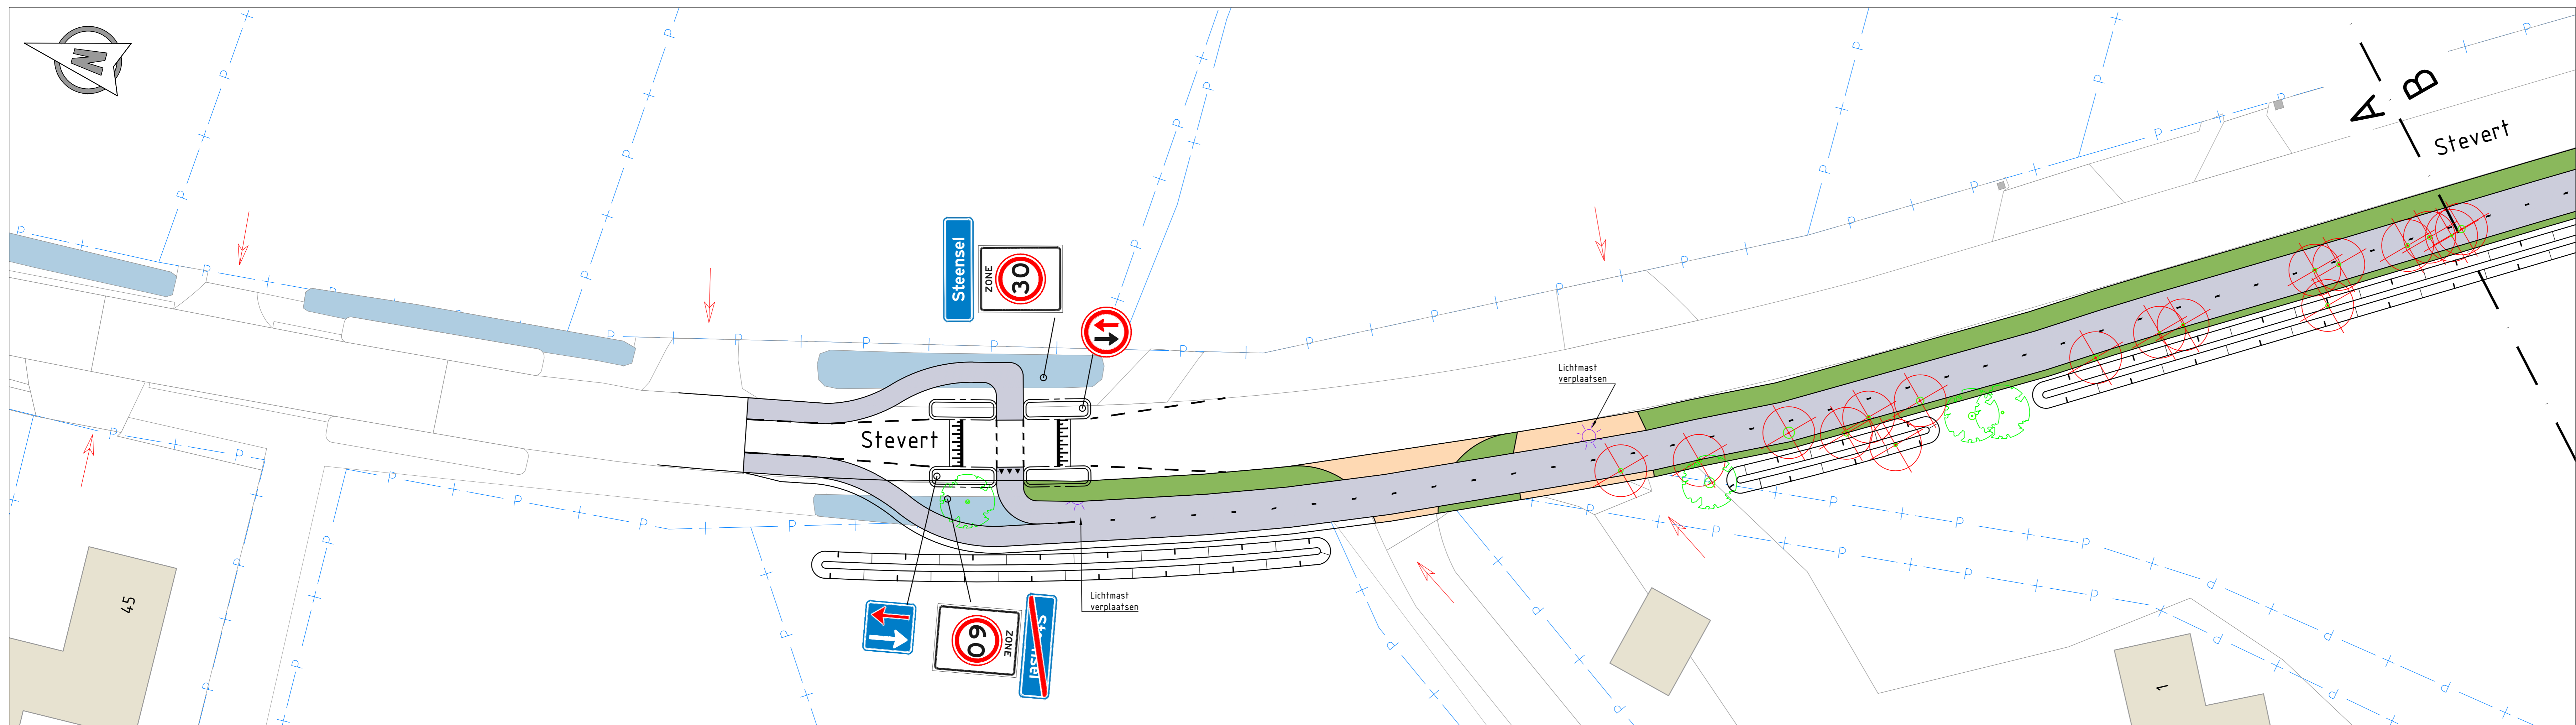 N
A
B
Stevert
Steensel
ZONE
30
Lichtmast
verplaatsen
Stevert
Lichtmast
verplaatsen
60
ZONE
45
1